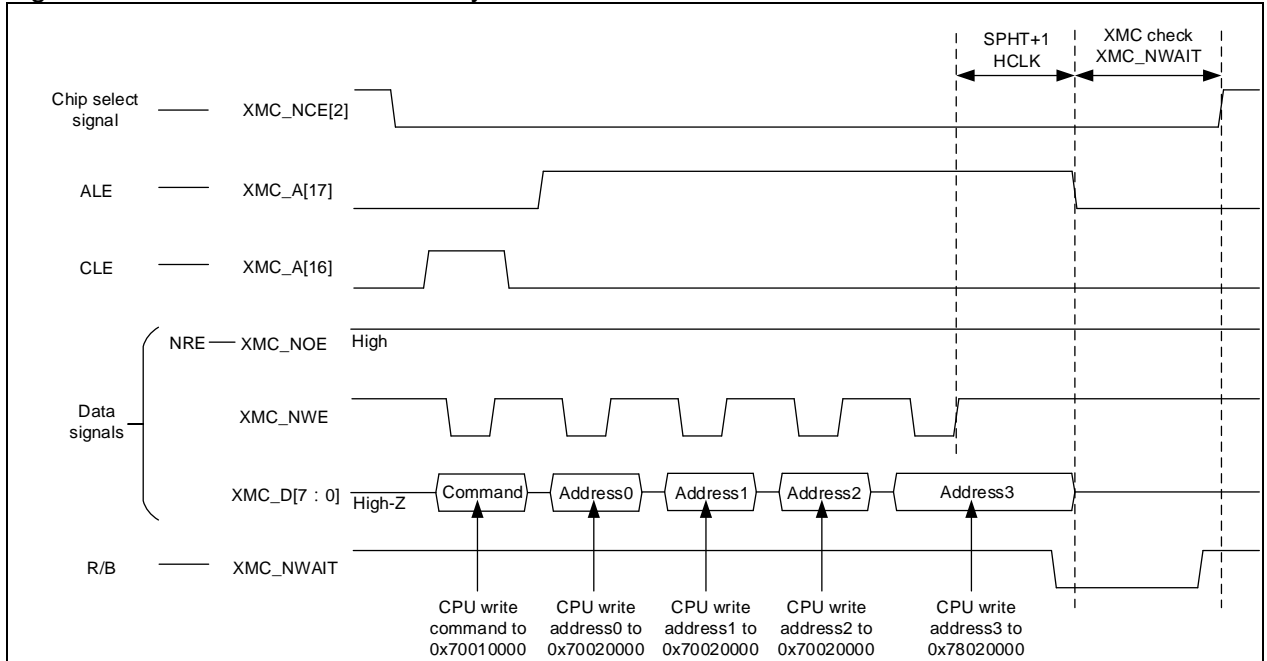 SPHT+1
HCLK
XMC check
XMC_NWAIT
Chip select
signal
XMC_NCE[2]
ALE
XMC_A[17]
CLE
XMC_A[16]
NRE
XMC_NOE
High
Data
signals
XMC_NWE
XMC_D[7 : 0]
High-Z
Command
Address0
Address1
Address2
Address3
R/B
XMC_NWAIT
CPU write
command to
0x70010000
CPU write
address0 to
0x70020000
CPU write
address1 to
0x70020000
CPU write
address2 to
0x70020000
CPU write
address3 to
0x78020000